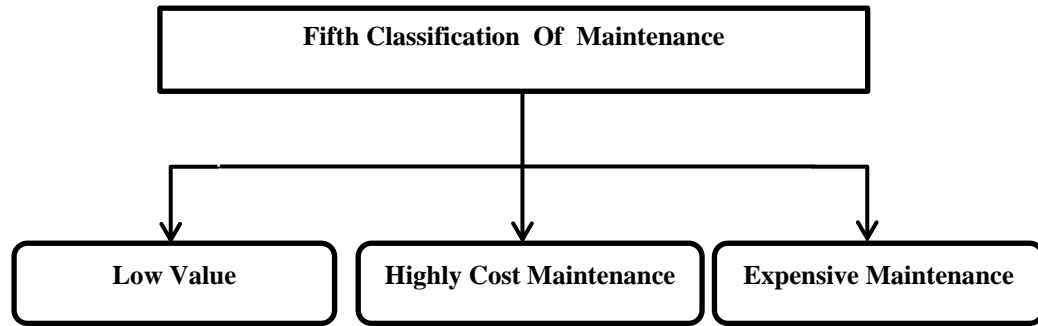 Fifth Classification Of Maintenance
Low Value
Highly Cost Maintenance
Expensive Maintenance